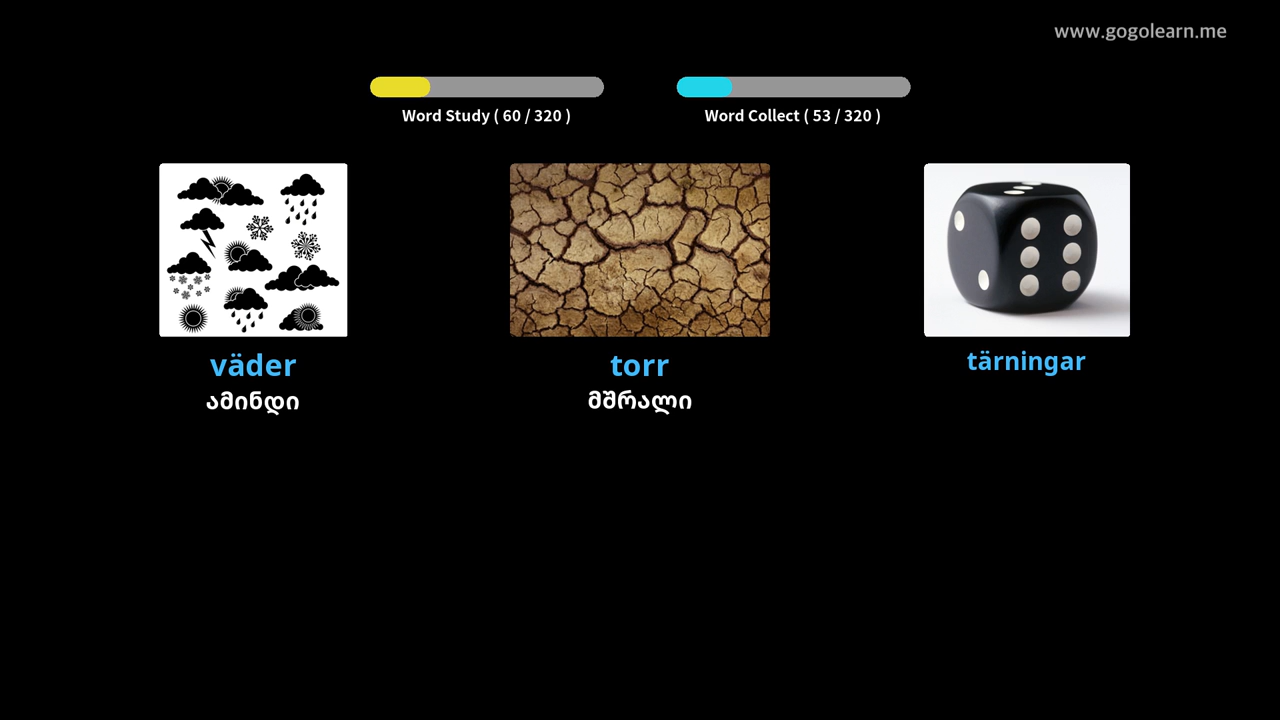 www.gogolearn.me
Word Study ( 60 / 320 )
Word Collect ( 53 / 320 )
väder
torr
tärningar
ამინდი
მშრალი